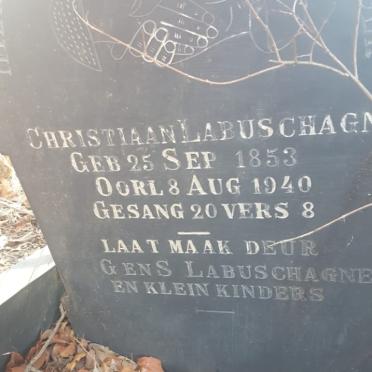 CHRISTIAAN LABUSCHAGN
GEB 25 SEP 1853
OORL 8 AUG 1940
GESANG 20 VERS 8
LAAT MAAK DEUR
G EN S LABUSCHAGNE
EN KLEIN KINDERS